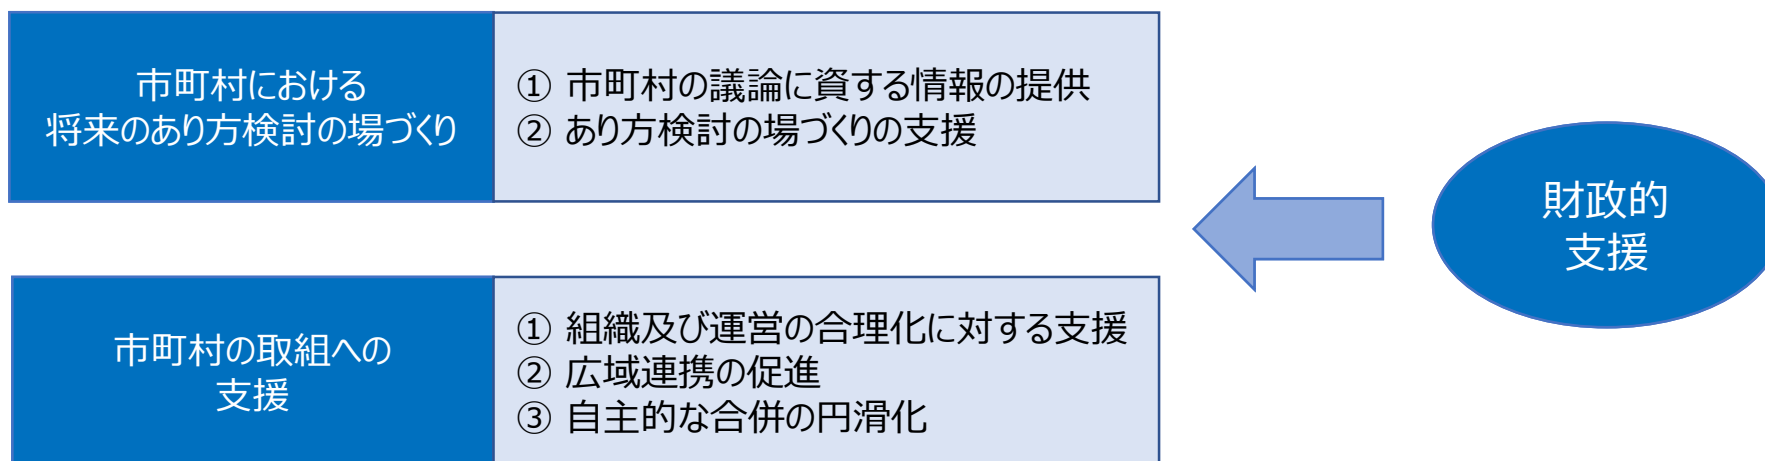 市町村における
将来のあり方検討の場づくり
① 市町村の議論に資する情報の提供
② あり方検討の場づくりの支援
市町村の取組への
支援
① 組織及び運営の合理化に対する支援
② 広域連携の促進
③ 自主的な合併の円滑化
財政的
支援